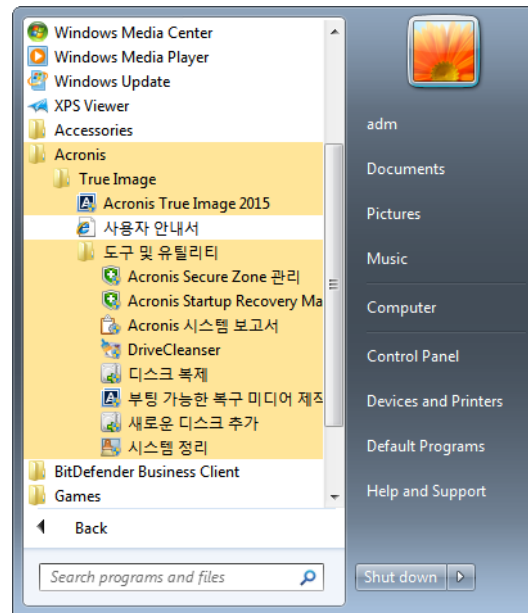 Windows Media Center
Windows Media Player
Windows Update
XPS Viewer
Accessories
Acronis
True Image
Acronis True Image 2015
사용자 안내서
도구 및 유틸리티
Acronis Secure Zone 관리
Acronis Startup Recovery Ma
Acronis 시스템 보고서
DriveCleanser
디스크 복제
부팅 가능한 복구 미디어 제작
새로운 디스크 추가
시스템 정리
BitDefender Business Client
Games
Back
Search programs and files
adm
Documents
Pictures
Music
Computer
Control Panel
Devices and Printers
Default Programs
Help and Support
Shut down